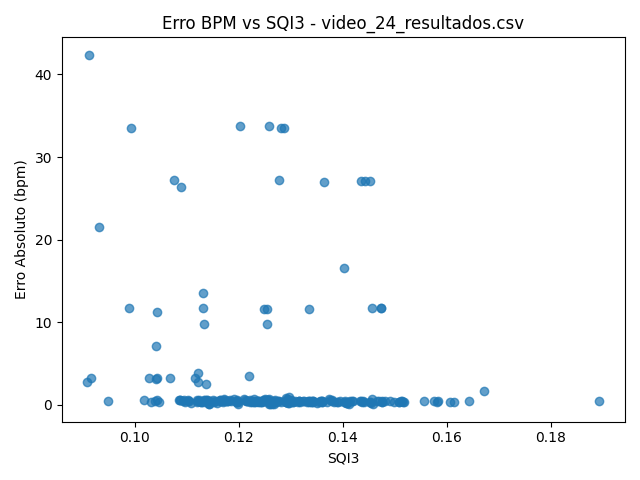 Erro BPM vs SQI3 - video_24_resultados.csv
Erro Absoluto (bpm)
40
30
20
10
0
0.10 0.12 0.14 0.16 0.18
SQI3